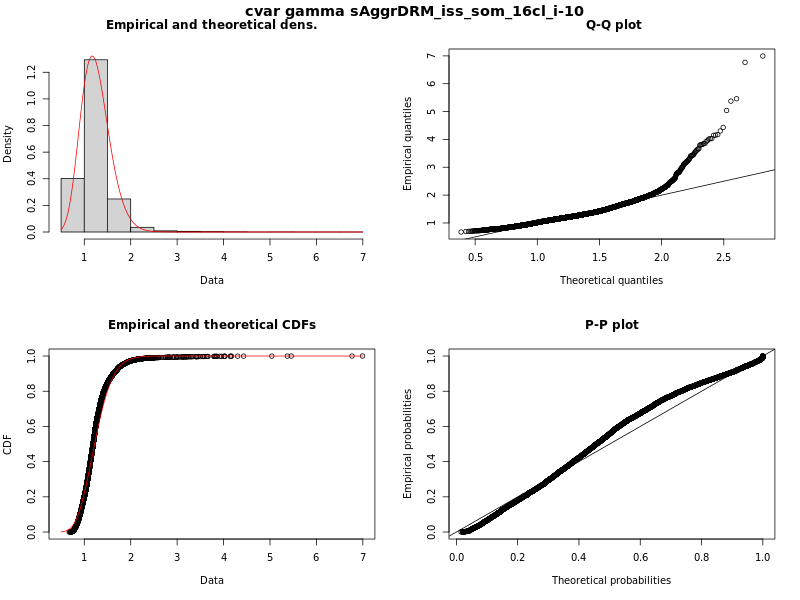 cvar gamma sAggrDRM_iss_som_16cl_i-10
Empirical and theoretical dens.
Density
0.0 0.2 0.4 0.6 0.8 1.0 1.2
1 2 3 4 5 6 7
Data
Q-Q plot
Empirical quantiles
1 2 3 4 5 6 7
0.5 1.0 1.5 2.0 2.5
Theoretical quantiles
Empirical and theoretical CDFs
CDF
0.0 0.2 0.4 0.6 0.8 1.0
1 2 3 4 5 6 7
Data
P-P plot
Empirical probabilities
0.0 0.2 0.4 0.6 0.8 1.0
0.0 0.2 0.4 0.6 0.8 1.0
Theoretical probabilities